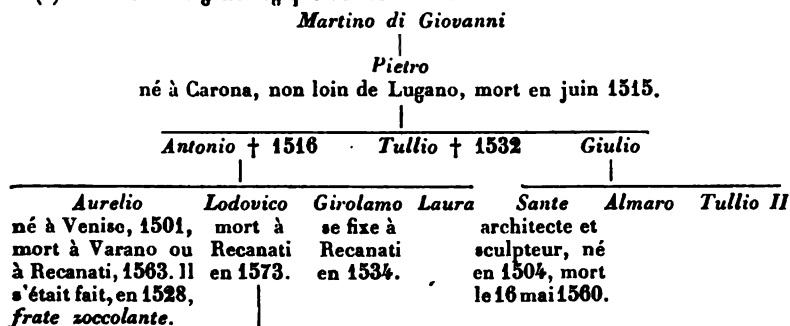 Martino di Giovanni
Pietro
né à Carona, non loin de Lugano, mort en juin 1515.
Antonio † 1516 Tullio † 1532 Giulio
Aurelio Lodovico Girolamo Laura Sante Almaro Tullio II
né à Venise, 1501, mort à se fixe à architecte et
mort à Varano ou Recanati Recanati sculpteur, né
à Recanati, 1563. Il en 1573. en 1534. en 1504, mort
s'était fait, en 1528, le 16 mai 1560.
frate zoccolante.